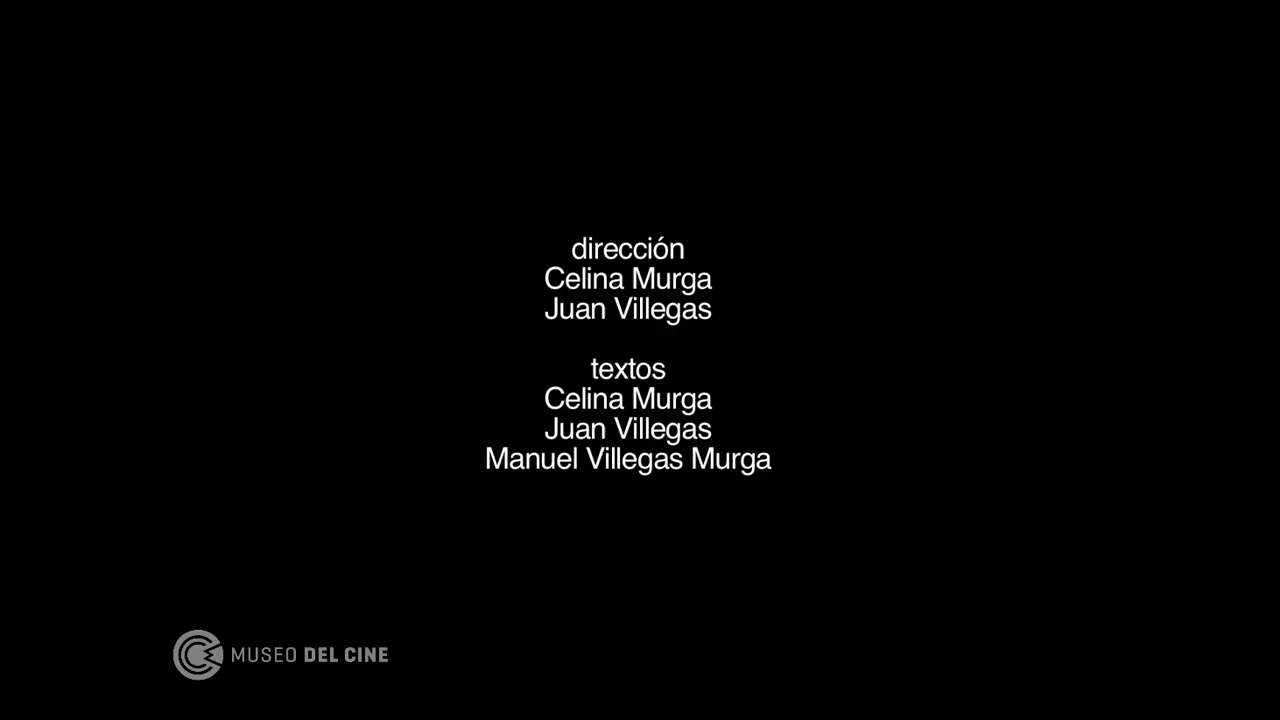 dirección
Celina Murga
Juan Villegas
textos
Celina Murga
Juan Villegas
Manuel Villegas Murga
MUSEO DEL CINE